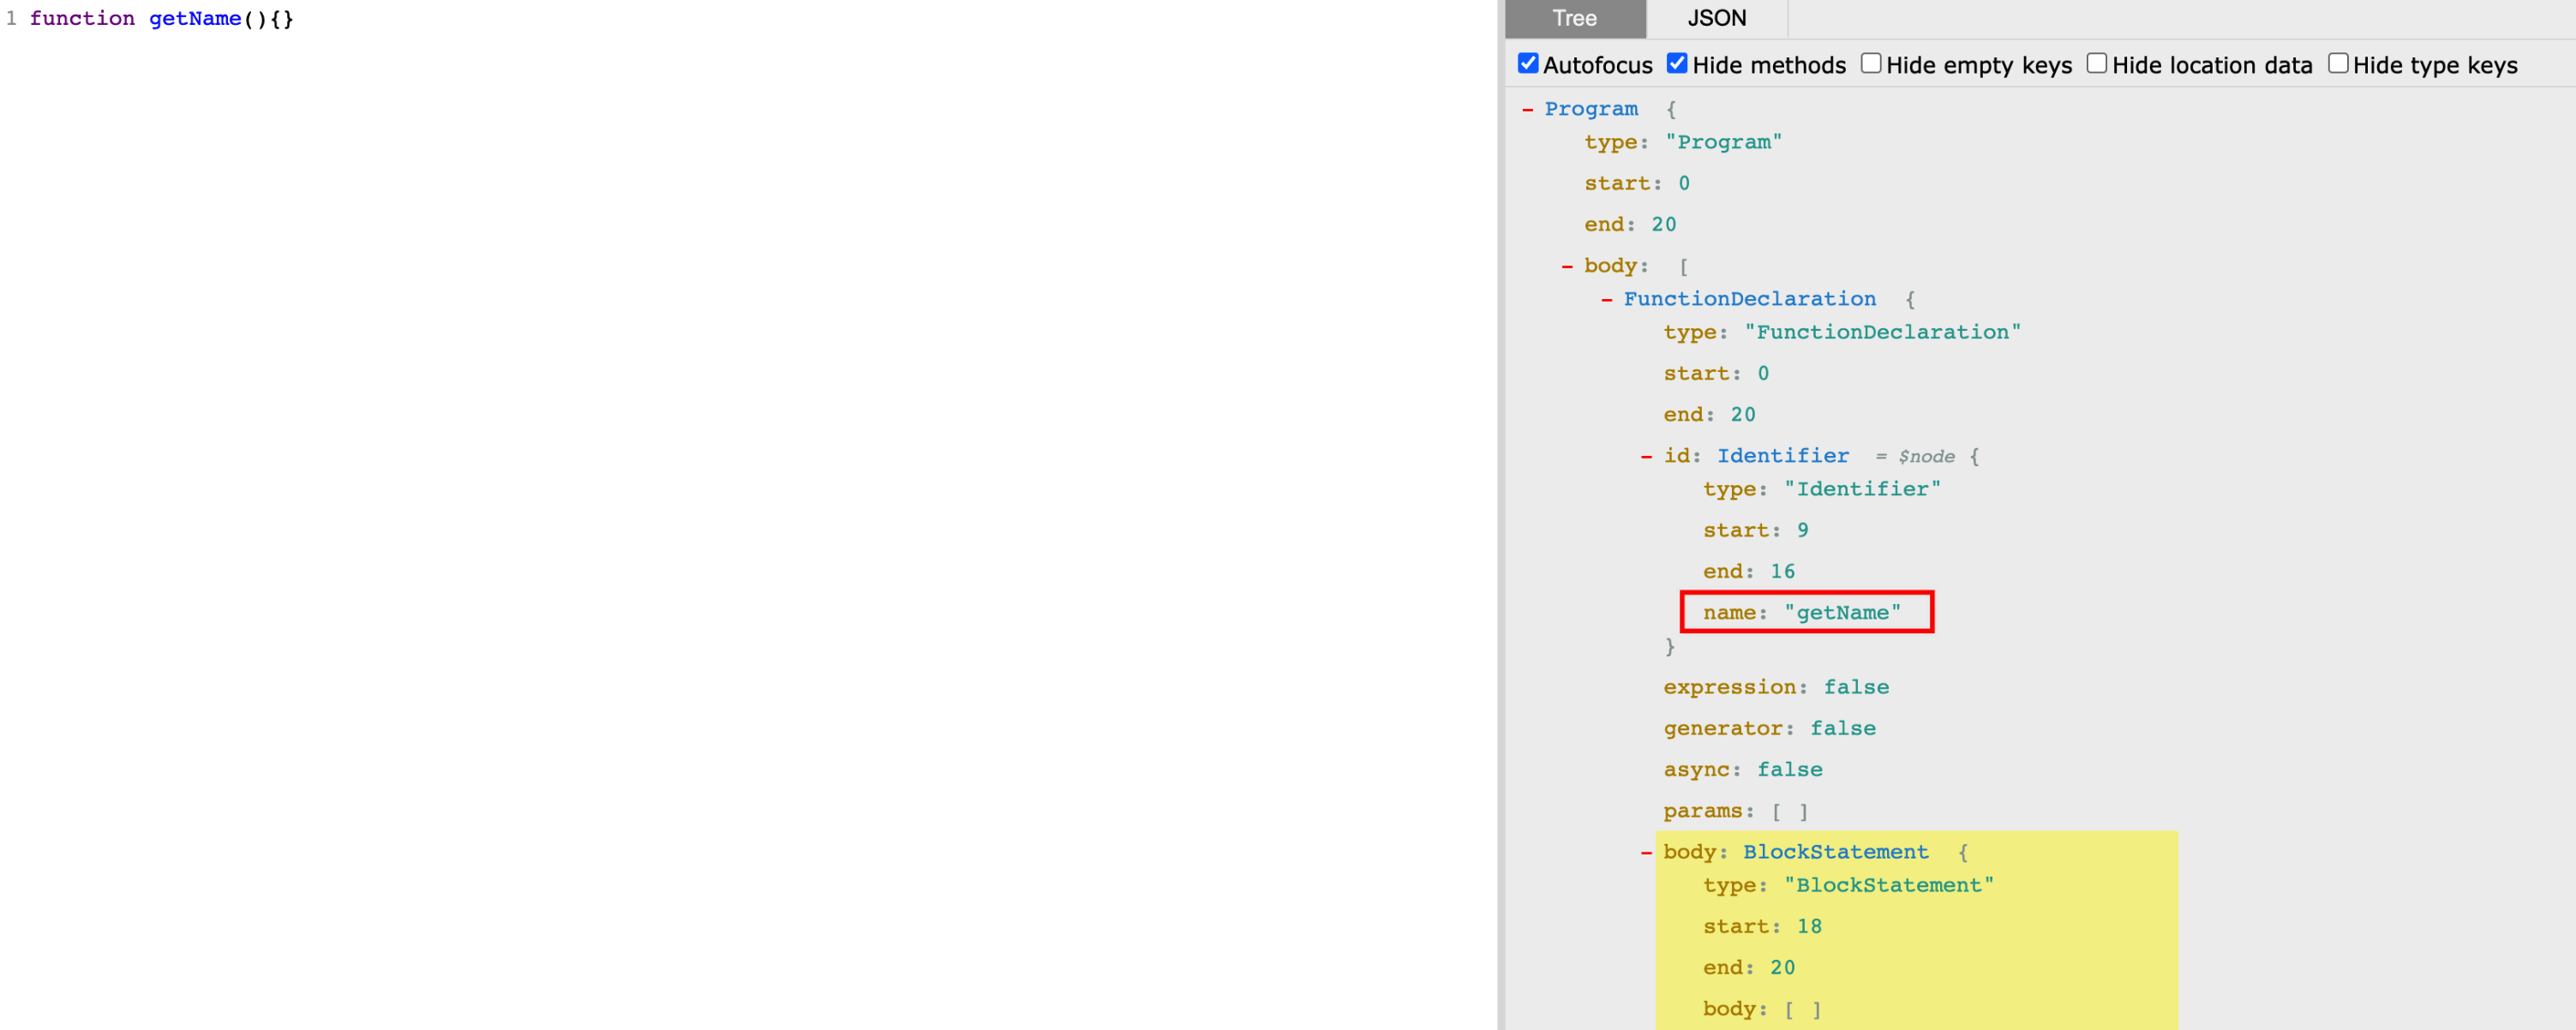 1 function getName(){}
Tree JSON
Autofocus Hide methods Hide empty keys Hide location data Hide type keys
- Program {
type: "Program"
start: 0
end: 20
- body: [
- FunctionDeclaration {
type: "FunctionDeclaration"
start: 0
end: 20
- id: Identifier = $node {
type: "Identifier"
start: 9
end: 16
name: "getName"
}
expression: false
generator: false
async: false
params: [ ]
- body: BlockStatement {
type: "BlockStatement"
start: 18
end: 20
body: [ ]